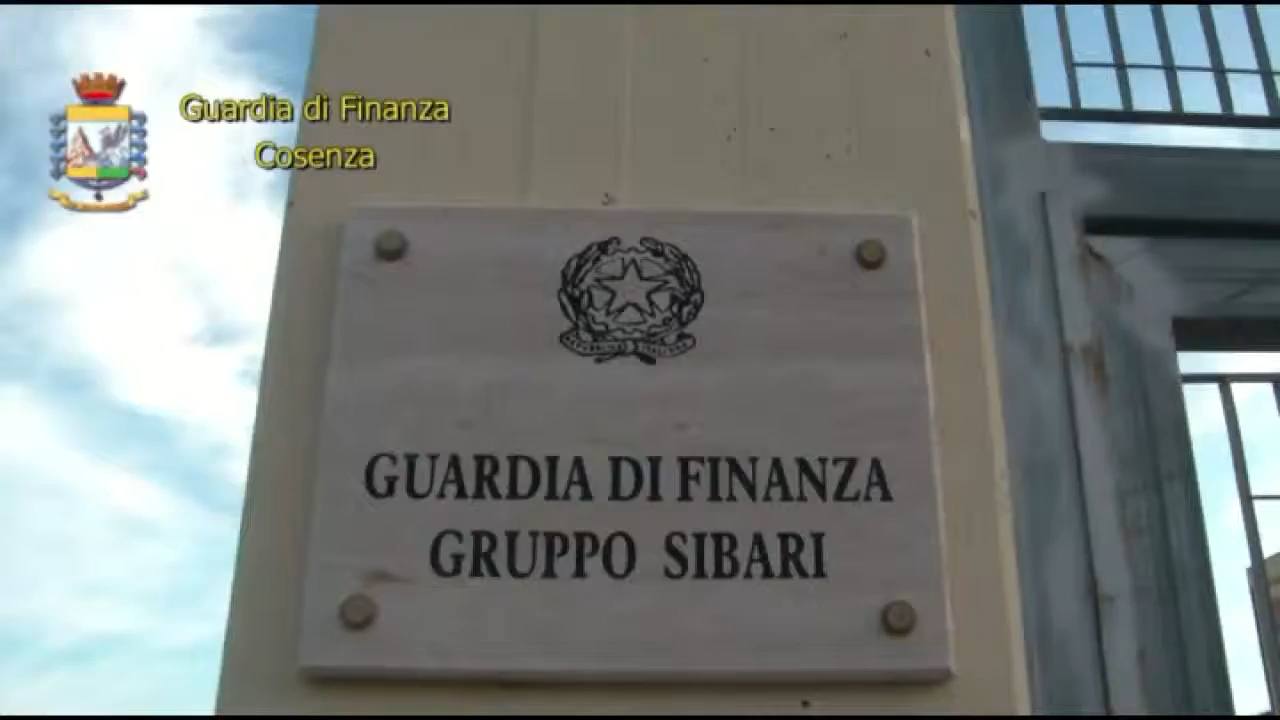 Guardia di Finanza
Cosenza
GUARDIA DI FINANZA
GRUPPO SIBARI